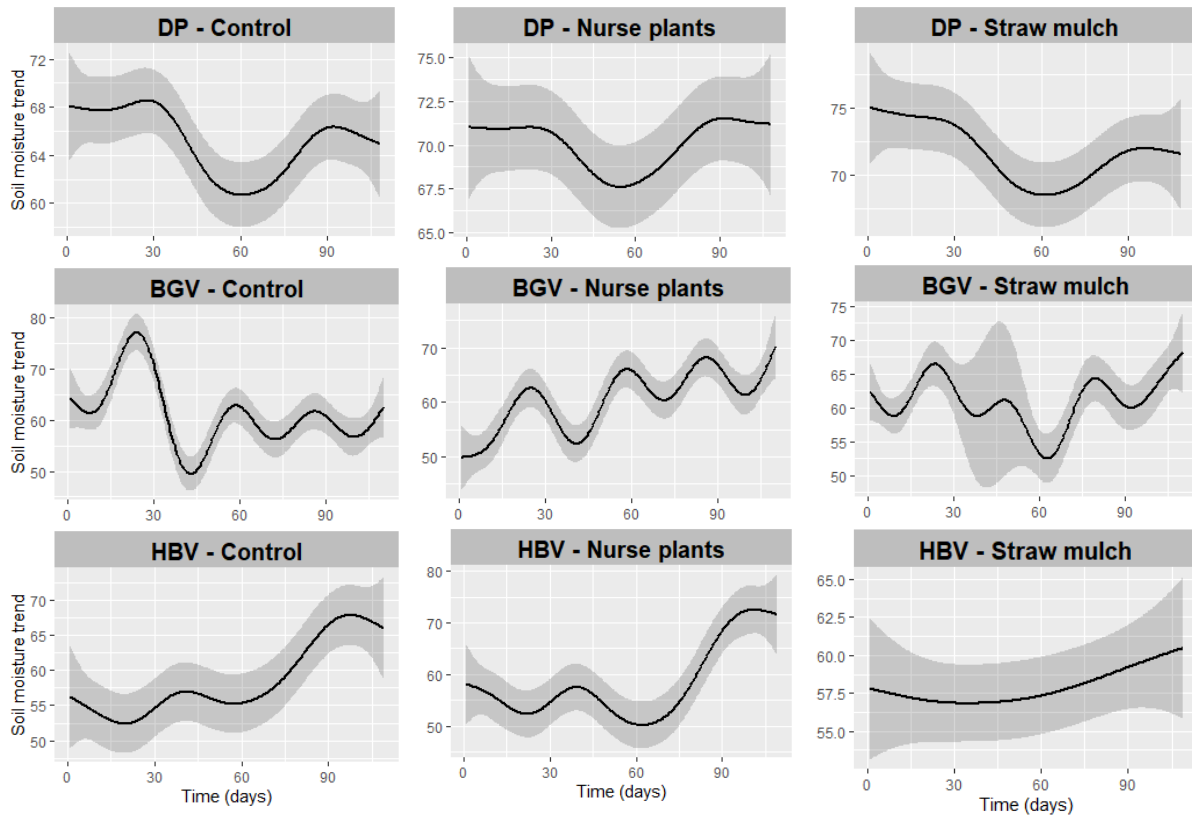 DP - Control
DP - Nurse plants
DP - Straw mulch
Soil moisture trend
72
68
64
60
0 30 60 90
75.0
72.5
70.0
67.5
65.0
0 30 60 90
75
70
0 30 60 90
BGV - Control
BGV - Nurse plants
BGV - Straw mulch
Soil moisture trend
80
70
60
50
0 30 60 90
70
60
50
0 30 60 90
75
70
65
60
55
50
0 30 60 90
HBV - Control
HBV - Nurse plants
HBV - Straw mulch
Soil moisture trend
70
65
60
55
50
0 30 60 90
Time (days)
80
70
60
50
0 30 60 90
Time (days)
65.0
62.5
60.0
57.5
55.0
0 30 60 90
Time (days)